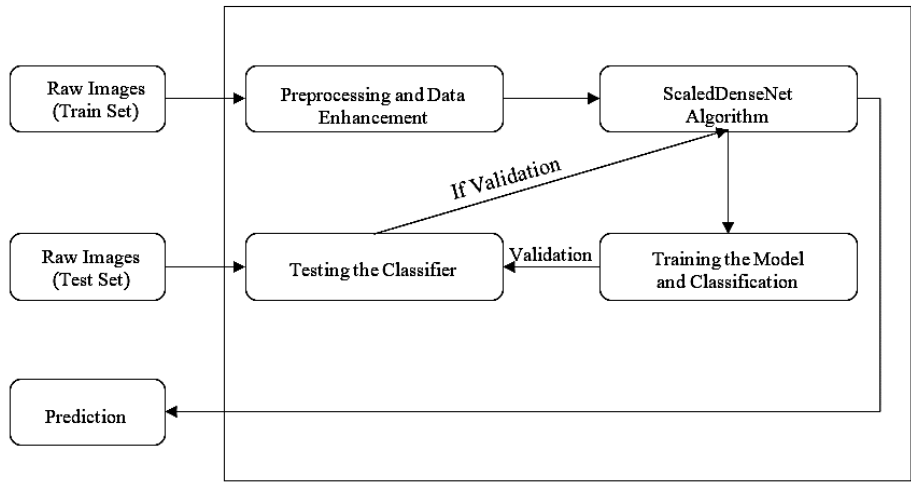 Raw Images
(Train Set)
Preprocessing and Data
Enhancement
ScaledDenseNet
Algorithm
If Validation
Raw Images
(Test Set)
Testing the Classifier
Validation
Training the Model
and Classification
Prediction